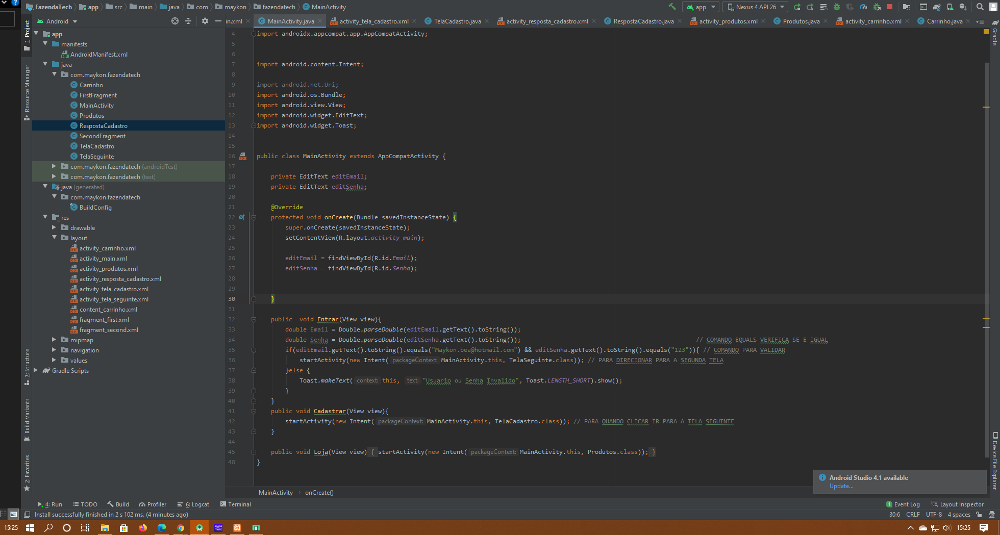 FazendaTech app src main java com maykon fazendatech MainActivity app Nexus 4 API 26
Android in.xml MainActivity.java activity_tela_cadastro.xml TelaCadastro.java activity_resposta_cadastro.xml RespostaCadastro.java activity_produtos.xml Produtos.java activity_carrinho.xml Carrinho.java
1: Project
Resource Manager
7: Structure
Build Variants
2: Favorites
app
manifests
AndroidManifest.xml
java
com.maykon.fazendatech
Carrinho
FirstFragment
MainActivity
Produtos
RespostaCadastro
SecondFragment
TelaCadastro
TelaSeguinte
com.maykon.fazendatech (androidTest)
com.maykon.fazendatech (test)
java (generated)
com.maykon.fazendatech
BuildConfig
res
drawable
layout
activity_carrinho.xml
activity_main.xml
activity_produtos.xml
activity_resposta_cadastro.xml
activity_tela_cadastro.xml
activity_tela_seguinte.xml
content_carrinho.xml
fragment_first.xml
fragment_second.xml
mipmap
navigation
values
Gradle Scripts
4 import androidx.appcompat.app.AppCompatActivity;
5
6
7 import android.content.Intent;
8
9 import android.net.Uri;
10 import android.os.Bundle;
11 import android.view.View;
12 import android.widget.EditText;
13 import android.widget.Toast;
14
15
16 public class MainActivity extends AppCompatActivity {
17
18 private EditText editEmail;
19 private EditText editSenha;
20
21 @Override
22 protected void onCreate(Bundle savedInstanceState) {
23 super.onCreate(savedInstanceState);
24 setContentView(R.layout.activity_main);
25
26 editEmail = findViewById(R.id.Email);
27 editSenha = findViewById(R.id.Senha);
28
29
30 }
31
32 public  void Entrar(View view){
33 double Email = Double.parseDouble(editEmail.getText().toString());
34 double Senha = Double.parseDouble(editSenha.getText().toString()); // COMANDO EQUALS VERIFICA SE E IGUAL
35 if(editEmail.getText().toString().equals("Maykon.bea@hotmail.com") && editSenha.getText().toString().equals("123")){ // COMANDO PARA VALIDAR
36 startActivity(new Intent( packageContext: MainActivity.this, TelaSeguinte.class)); // PARA DIRECIONAR PARA A SEGUNDA TELA
37 }else {
38 Toast.makeText( context: this, text: "Usuario ou Senha Invalido", Toast.LENGTH_SHORT).show();
39 }
40 }
41 public void Cadastrar(View view){
42 startActivity(new Intent( packageContext: MainActivity.this, TelaCadastro.class)); // PARA QUANDO CLICAR IR PARA A TELA SEGUINTE
43 }
44
45 public void Loja(View view) { startActivity(new Intent( packageContext: MainActivity.this, Produtos.class)); }
48 }
Gradle
Device File Explorer
Android Studio 4.1 available
Update...
MainActivity onCreate()
4: Run TODO Build Profiler 6: Logcat Terminal 1 Event Log Layout Inspector
Install successfully finished in 2 s 102 ms. (4 minutes ago) 30:6 CRLF UTF-8 4 spaces
15:25 amazon music 15:25